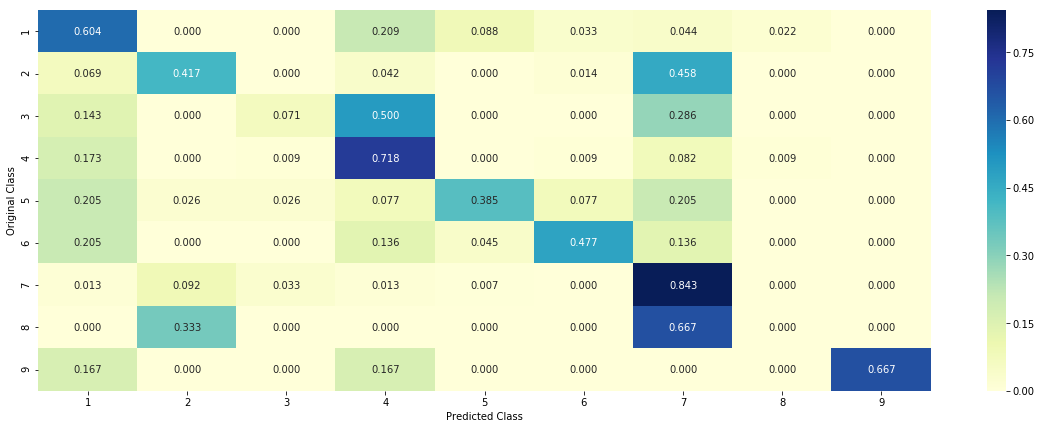 1 0.604 0.000 0.000 0.209 0.088 0.033 0.044 0.022 0.000
2 0.069 0.417 0.000 0.042 0.000 0.014 0.458 0.000 0.000
3 0.143 0.000 0.071 0.500 0.000 0.000 0.286 0.000 0.000
4 0.173 0.000 0.009 0.718 0.000 0.009 0.082 0.009 0.000
5 0.205 0.026 0.026 0.077 0.385 0.077 0.205 0.000 0.000
6 0.205 0.000 0.000 0.136 0.045 0.477 0.136 0.000 0.000
7 0.013 0.092 0.033 0.013 0.007 0.000 0.843 0.000 0.000
8 0.000 0.333 0.000 0.000 0.000 0.000 0.667 0.000 0.000
9 0.167 0.000 0.000 0.167 0.000 0.000 0.000 0.000 0.667
1 2 3 4 5 6 7 8 9
Predicted Class
Original Class
0.75
0.60
0.45
0.30
0.15
0.00